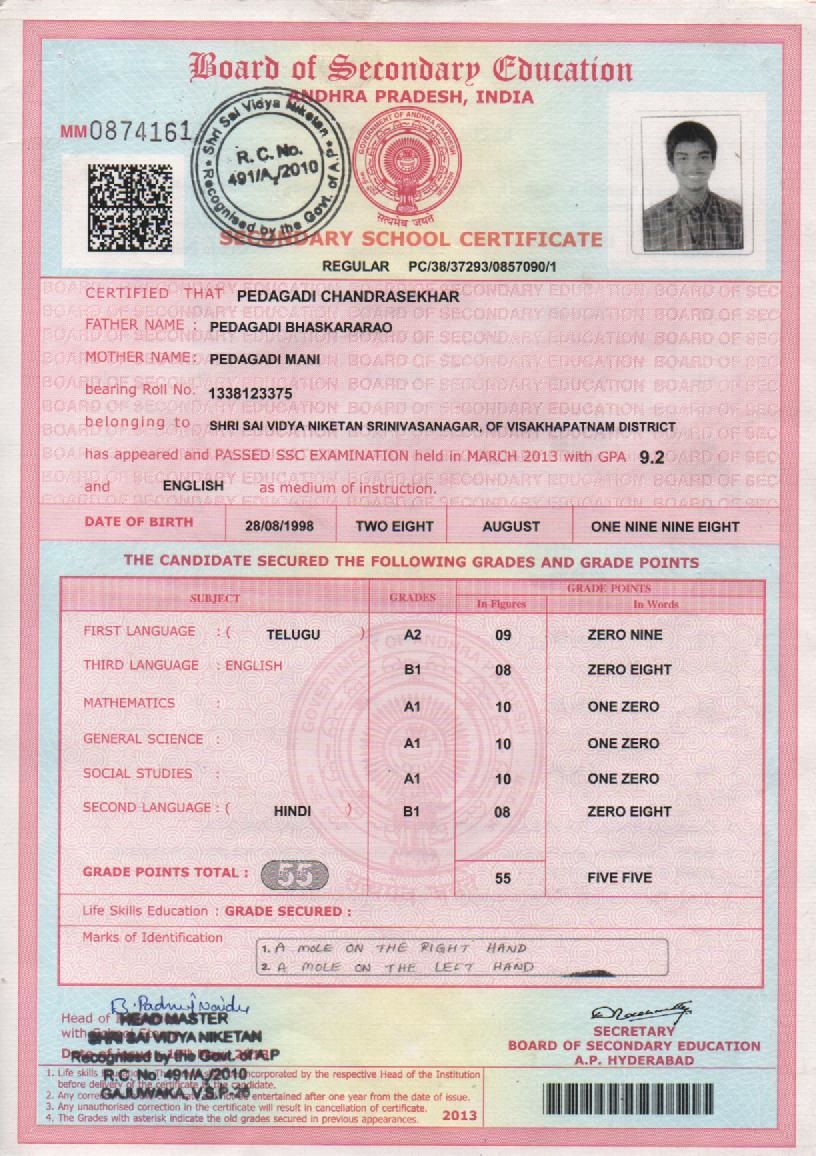 Board of Secondary Education
ANDHRA PRADESH, INDIA
MM0874161
Shri Sai Vidya Niketan
R. C. No.
491/A7/2010
Recognised by the Govt. of A.P.
GOVERNMENT OF ANDHRA PRADESH
सत्यमेव जयते
SECONDARY SCHOOL CERTIFICATE
REGULAR PC/38/37293/0857090/1
CERTIFIED THAT PEDAGADI CHANDRASEKHAR
FATHER NAME : PEDAGADI BHASKARARAO
MOTHER NAME: PEDAGADI MANI
bearing Roll No. 1338123375
belonging to SHRI SAI VIDYA NIKETAN SRINIVASANAGAR, OF VISAKHAPATNAM DISTRICT
has appeared and PASSED SSC EXAMINATION held in MARCH 2013 with GPA 9.2
and ENGLISH as medium of instruction.
DATE OF BIRTH 28/08/1998 TWO EIGHT AUGUST ONE NINE NINE EIGHT
THE CANDIDATE SECURED THE FOLLOWING GRADES AND GRADE POINTS
SUBJECT GRADES GRADE POINTS
In Figures In Words
FIRST LANGUAGE : ( TELUGU ) A2 09 ZERO NINE
THIRD LANGUAGE : ENGLISH B1 08 ZERO EIGHT
MATHEMATICS : A1 10 ONE ZERO
GENERAL SCIENCE : A1 10 ONE ZERO
SOCIAL STUDIES : A1 10 ONE ZERO
SECOND LANGUAGE : ( HINDI ) B1 08 ZERO EIGHT
GRADE POINTS TOTAL : 55 55 FIVE FIVE
Life Skills Education : GRADE SECURED :
Marks of Identification
1. A MOLE ON THE RIGHT HAND
2. A MOLE ON THE LEFT HAND
Head of
HEAD MASTER
with
SHRI SAI VIDYA NIKETAN
Recognised by the Govt. of A.P
R.C. No 491/A7/2010
GAJUWAKA, V.S.P.
SECRETARY
BOARD OF SECONDARY EDUCATION
A.P. HYDERABAD
1. Life skills incorporated by the respective Head of the Institution
before delivery of the certificate to the candidate.
2. Any entertained after one year from the date of issue.
3. Any unauthorised correction in the certificate will result in cancellation of certificate.
4. The Grades with asterisk indicate the old grades secured in previous appearances.
2013